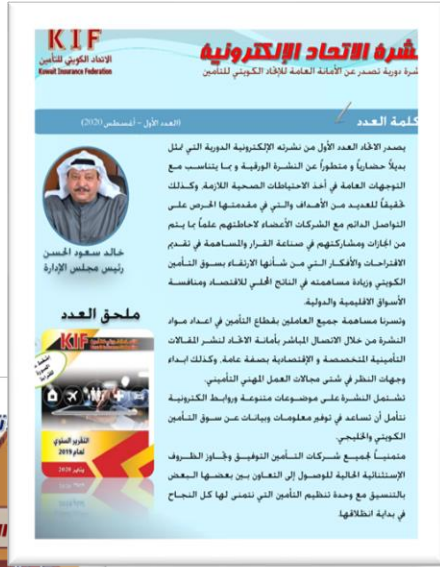 KIF
الاتحاد الكويتي للتأمين
Kuwait Insurance Federation
نشرة الاتحاد الإلكترونية
شرة دورية تصدر عن الأمانة العامة للإتحاد الكويتي للتأمين
كلمة العدد
(العدد الأول - أغسطس 2020)
يصدر الاتحاد العدد الأول من نشرته الإلكترونية الدورية التي تمثل
بديلاً حضارياً و متطوراً عن النشرة الورقية و بما يتناسب مع
التوجهات العامة في أخذ الاحتياطات الصحية اللازمة. وكذلك
تحقيقاً للعديد من الأهداف والتي في مقدمتها الحرص على
التواصل الدائم مع الشركات الأعضاء لاحاطتهم علماً بما يتم
من انجازات ومشاركتهم في صناعة القرار والمساهمة في تقديم
الاقتراحات والأفكار التي من شأنها الارتقاء بسوق التأمين
الكويتي وزيادة مساهمته في الناتج المحلي للاقتصاد ومنافسة
الأسواق الاقليمية والدولية.
وتسرنا مساهمة جميع العاملين بقطاع التأمين في اعداد مواد
النشرة من خلال الاتصال المباشر بأمانة الاتحاد لنشر المقالات
التأمينية المتخصصة و الإقتصادية بصفة عامة. وكذلك ابداء
وجهات النظر في شتى مجالات العمل المهني التأميني.
تشتمل النشرة على موضوعات متنوعة وروابط الكترونية
نتأمل أن تساعد في توفير معلومات وبيانات عن سوق التأمين
الكويتي والخليجي.
متمنياً لجميع شركات التأمين التوفيق وتجاوز الظروف
الإستثنائية الحالية للوصول إلى التعاون بين بعضها البعض
بالتنسيق مع وحدة تنظيم التأمين التي نتمنى لها كل النجاح
في بداية انطلاقها.
خالد سعود الحسن
رئيس مجلس الإدارة
ملحق العدد
KIF
التقرير السنوي
لعام 2019
يناير 2020